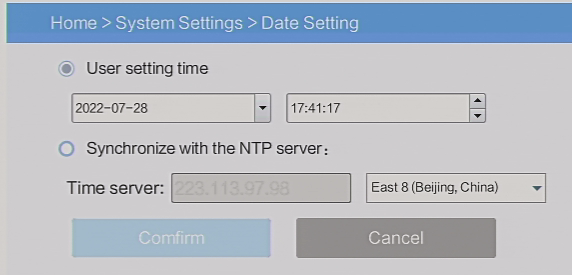 Home > System Settings > Date Setting
User setting time
2022-07-28 17:41:17
Synchronize with the NTP server:
Time server: 223.113.97.98 East 8 (Beijing, China)
Comfirm Cancel